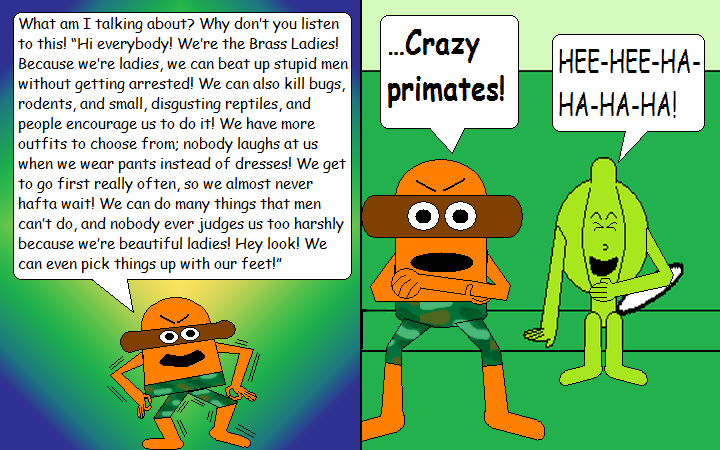 What am I talking about? Why don't you listen
to this! “Hi everybody! We're the Brass Ladies!
Because we're ladies, we can beat up stupid men
without getting arrested! We can also kill bugs,
rodents, and small, disgusting reptiles, and
people encourage us to do it! We have more
outfits to choose from; nobody laughs at us
when we wear pants instead of dresses! We get
to go first really often, so we almost never
hafta wait! We can do many things that men
can't do, and nobody ever judges us too harshly
because we're beautiful ladies! Hey look! We
can even pick things up with our feet!”
...Crazy
primates!
HEE-HEE-HA-
HA-HA-HA!